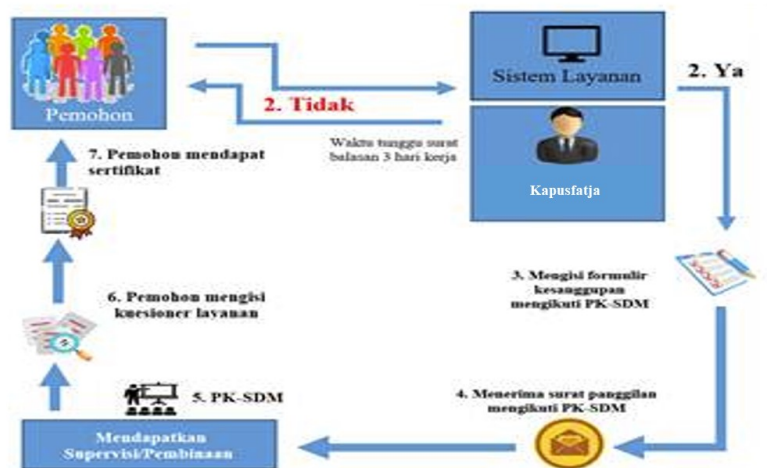 Pemohon
Sistem Layanan
2. Ya
2. Tidak
Waktu tunggu surat
balasan 3 hari kerja
Kapusfatja
7. Pemohon mendapat
sertifikat
3. Mengisi formulir
kesanggupan
mengikuti PK-SDM
6. Pemohon mengisi
kuesioner layanan
4. Menerima surat panggilan
mengikuti PK-SDM
5. PK-SDM
Mendapatkan
Supervisi/Pembinaan